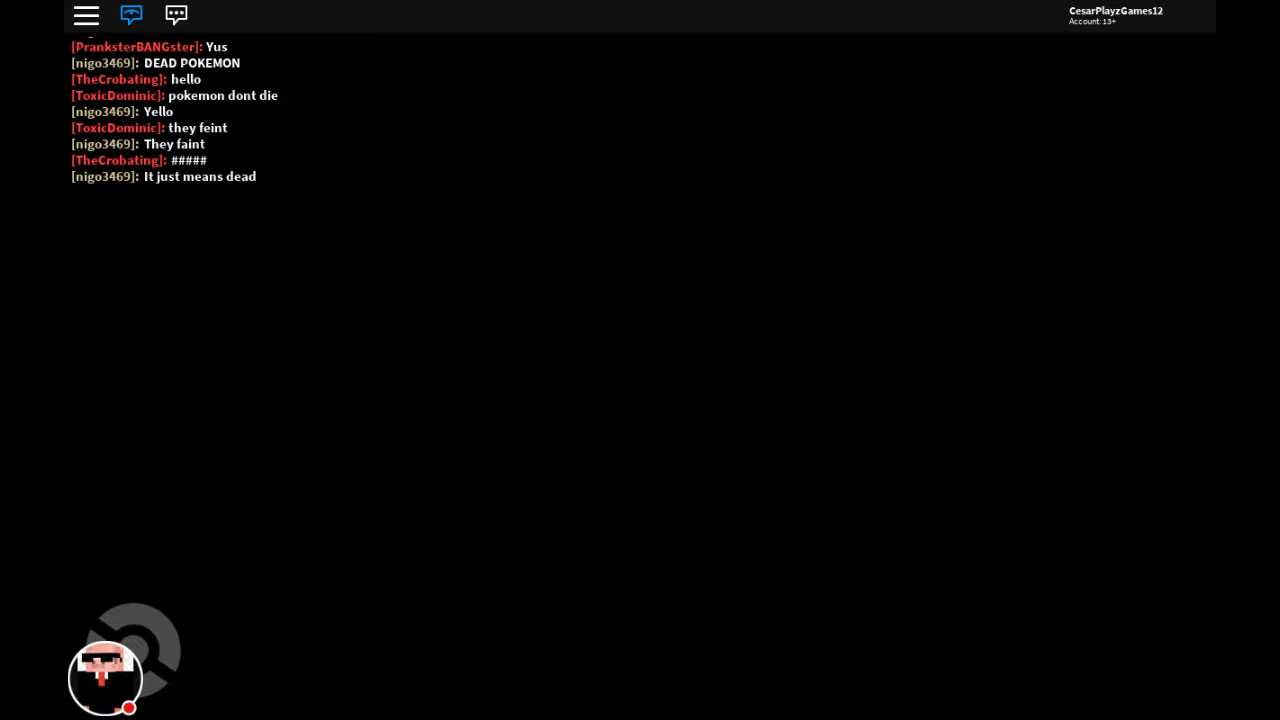 CesarPlayzGames12
Account: 13+
[PranksterBANGster]: Yus
[nigo3469]: DEAD POKEMON
[TheCrobating]: hello
[ToxicDominic]: pokemon dont die
[nigo3469]: Yello
[ToxicDominic]: they feint
[nigo3469]: They faint
[TheCrobating]: #####
[nigo3469]: It just means dead